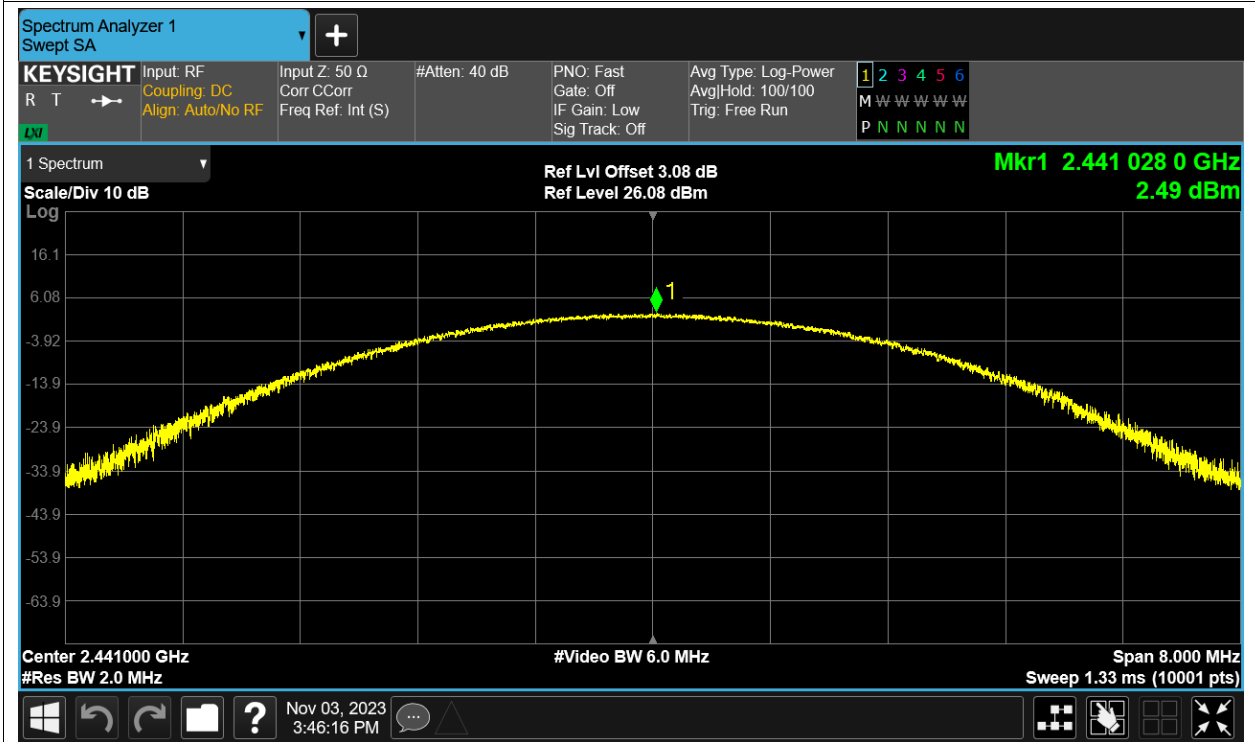 Spectrum Analyzer 1
Swept SA
+
KEYSIGHT
R T
LXI
Input: RF
Coupling: DC
Align: Auto/No RF
Input Z: 50 Ω
Corr CCorr
Freq Ref: Int (S)
#Atten: 40 dB
PNO: Fast
Gate: Off
IF Gain: Low
Sig Track: Off
Avg Type: Log-Power
Avg|Hold: 100/100
Trig: Free Run
1 2 3 4 5 6
M W W W W W
P N N N N N
1 Spectrum
Scale/Div 10 dB
Log
Ref Lvl Offset 3.08 dB
Ref Level 26.08 dBm
Mkr1 2.441 028 0 GHz
2.49 dBm
16.1
6.08
-3.92
-13.9
-23.9
-33.9
-43.9
-53.9
-63.9
1
Center 2.441000 GHz
#Res BW 2.0 MHz
#Video BW 6.0 MHz
Span 8.000 MHz
Sweep 1.33 ms (10001 pts)
?
Nov 03, 2023
3:46:16 PM